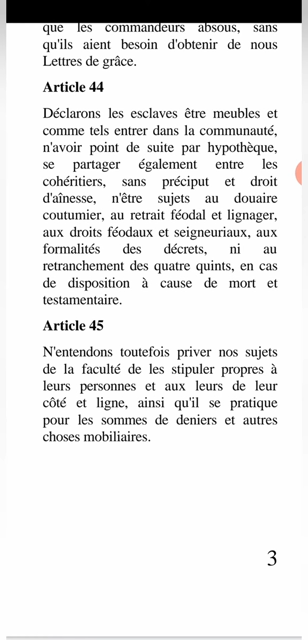 que les commandeurs absous, sans
qu'ils aient besoin d'obtenir de nous
Lettres de grâce.
Article 44
Déclarons les esclaves être meubles et
comme tels entrer dans la communauté,
n'avoir point de suite par hypothèque,
se partager également entre les
cohéritiers, sans préciput et droit
d'aînesse, n'être sujets au douaire
coutumier, au retrait féodal et lignager,
aux droits féodaux et seigneuriaux, aux
formalités des décrets, ni au
retranchement des quatre quints, en cas
de disposition à cause de mort et
testamentaire.
Article 45
N'entendons toutefois priver nos sujets
de la faculté de les stipuler propres à
leurs personnes et aux leurs de leur
côté et ligne, ainsi qu'il se pratique
pour les sommes de deniers et autres
choses mobiliaires.
3